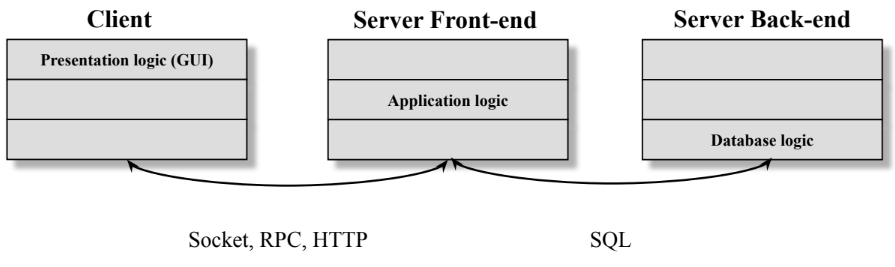 Client
Server Front-end
Server Back-end
Presentation logic (GUI)
Application logic
Database logic
Socket, RPC, HTTP
SQL